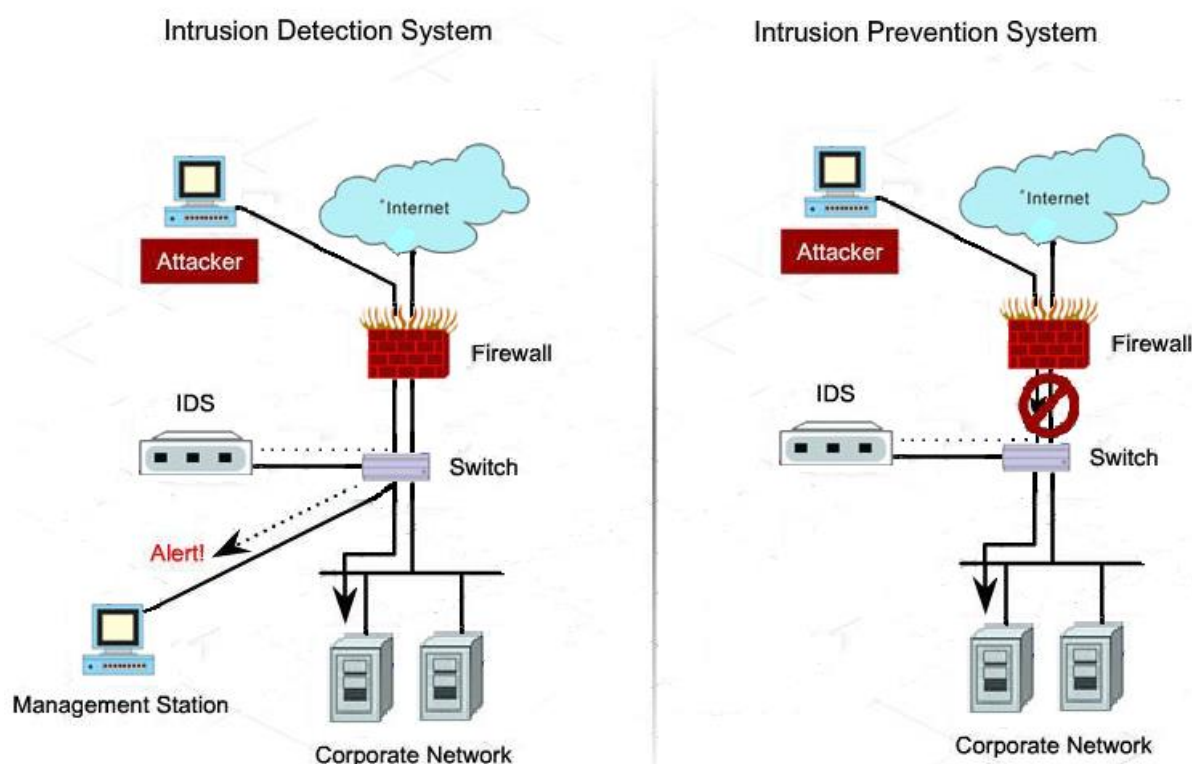 Intrusion Detection System
Internet
Attacker
Firewall
IDS
Switch
Alert!
Management Station
Corporate Network
Intrusion Prevention System
Internet
Attacker
Firewall
IDS
Switch
Corporate Network